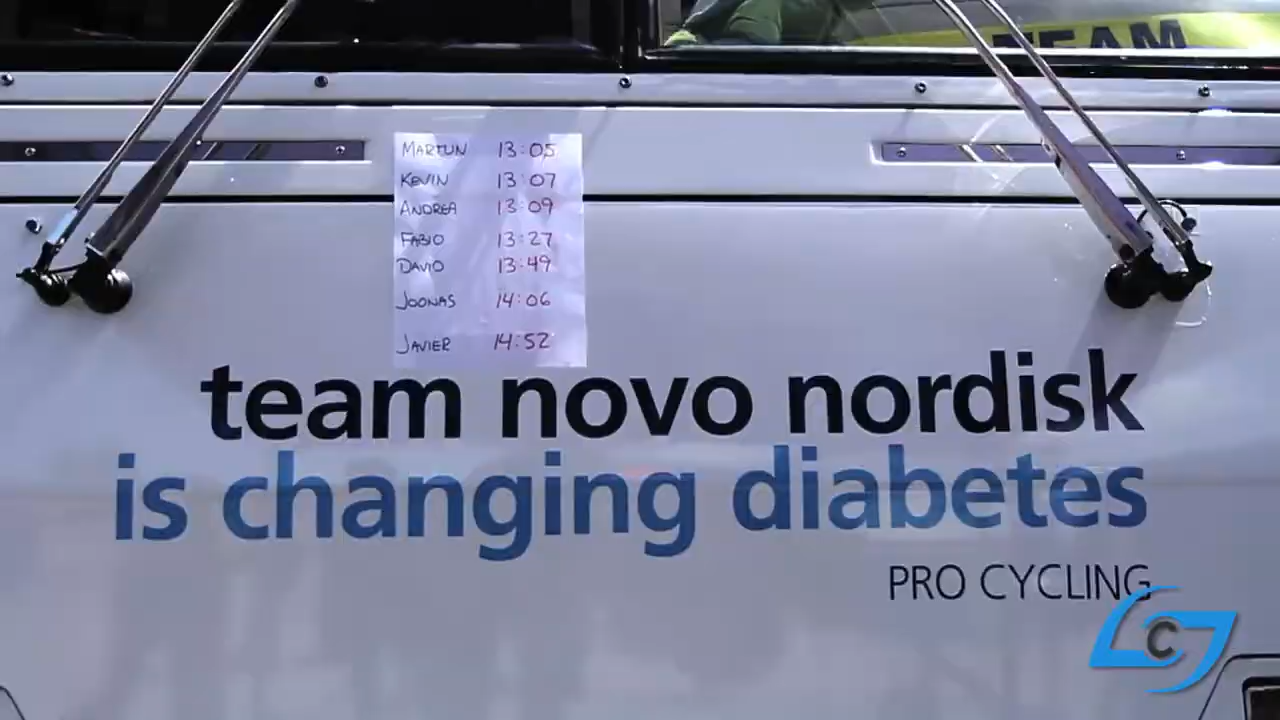 TEAM
MARTIJN 13:05
KEVIN 13:07
ANDREA 13:09
FABIO 13:27
DAVID 13:49
JOONAS 14:06
JAVIER 14:52
team novo nordisk
is changing diabetes
PRO CYCLING
C